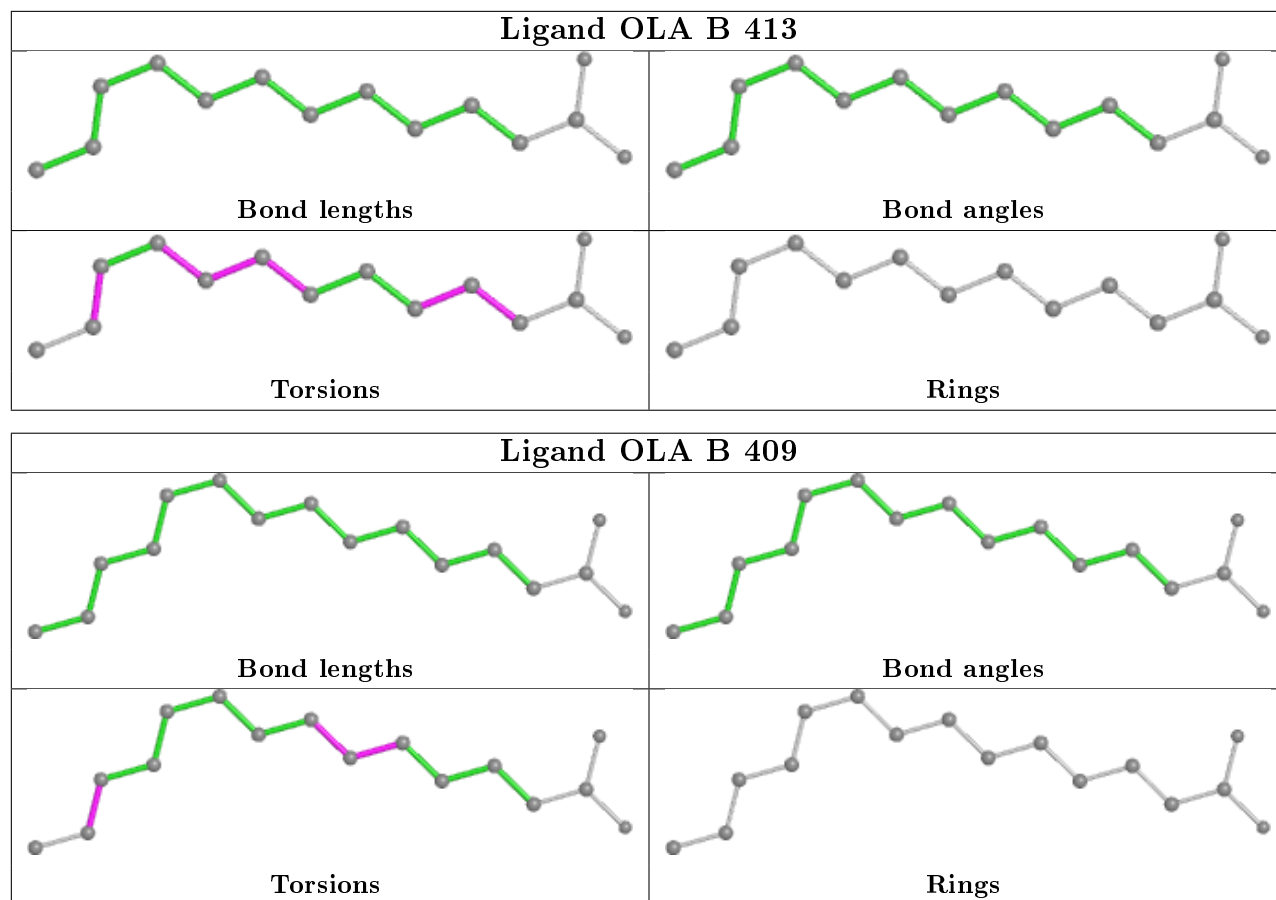 Ligand OLA B 413
Bond lengths
Bond angles
Torsions
Rings
Ligand OLA B 409
Bond lengths
Bond angles
Torsions
Rings